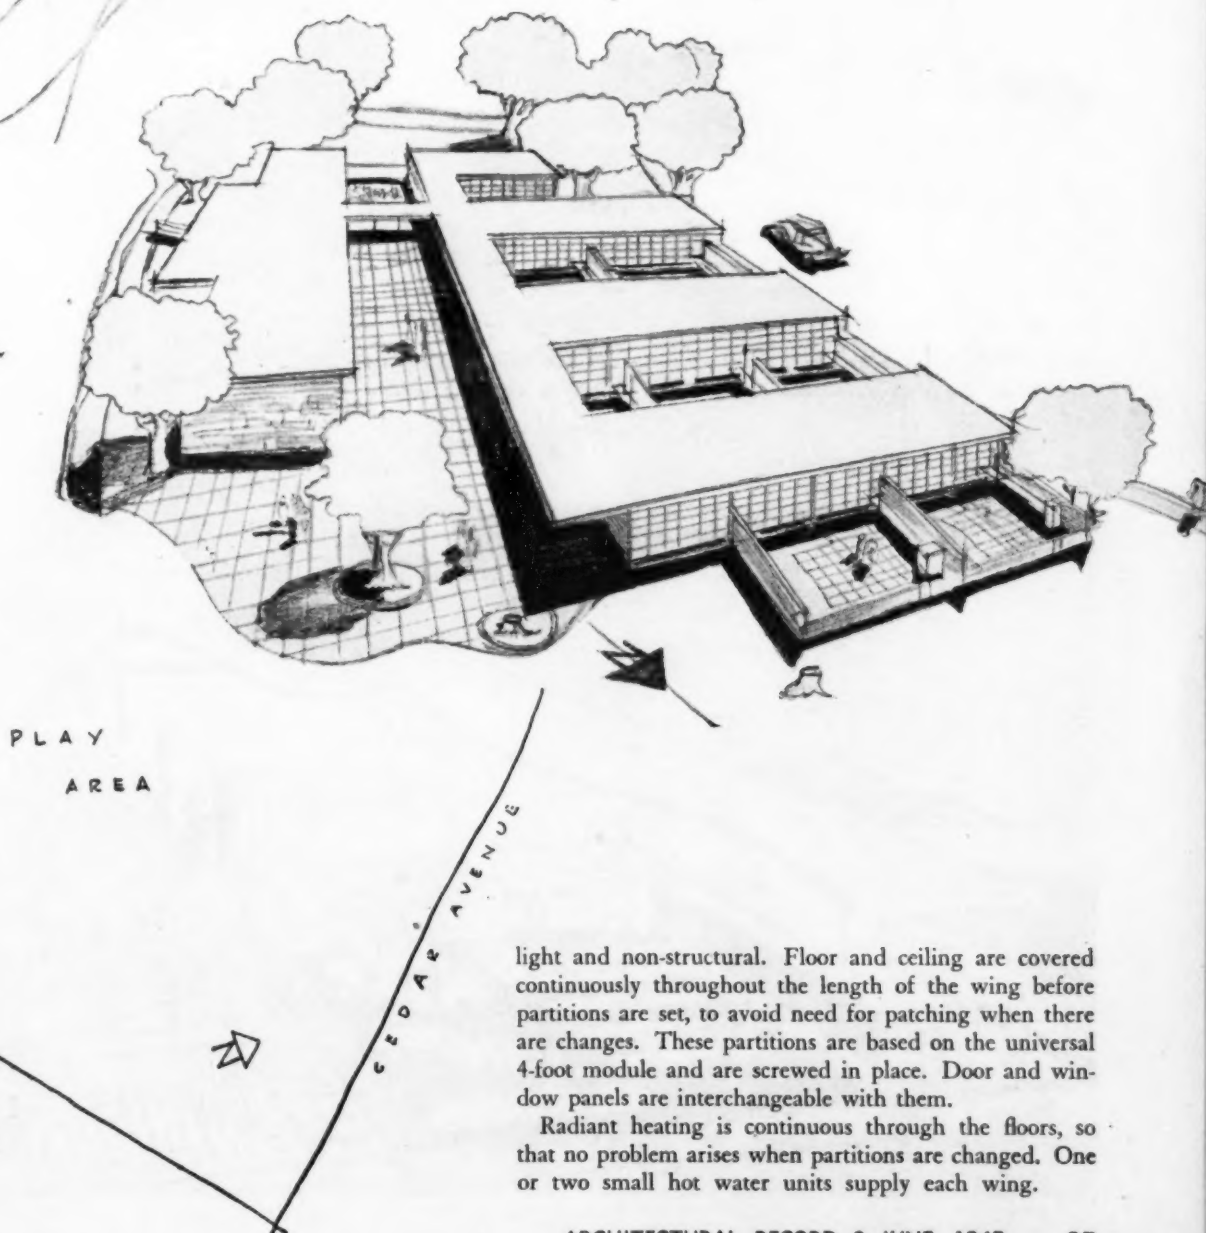 PLAY
AREA
CEDAR AVENUE
light and non-structural. Floor and ceiling are covered
continuously throughout the length of the wing before
partitions are set, to avoid need for patching when there
are changes. These partitions are based on the universal
4-foot module and are screwed in place. Door and win-
dow panels are interchangeable with them.
Radiant heating is continuous through the floors, so
that no problem arises when partitions are changed. One
or two small hot water units supply each wing.
ARCHITECTURAL RECORD JUNE